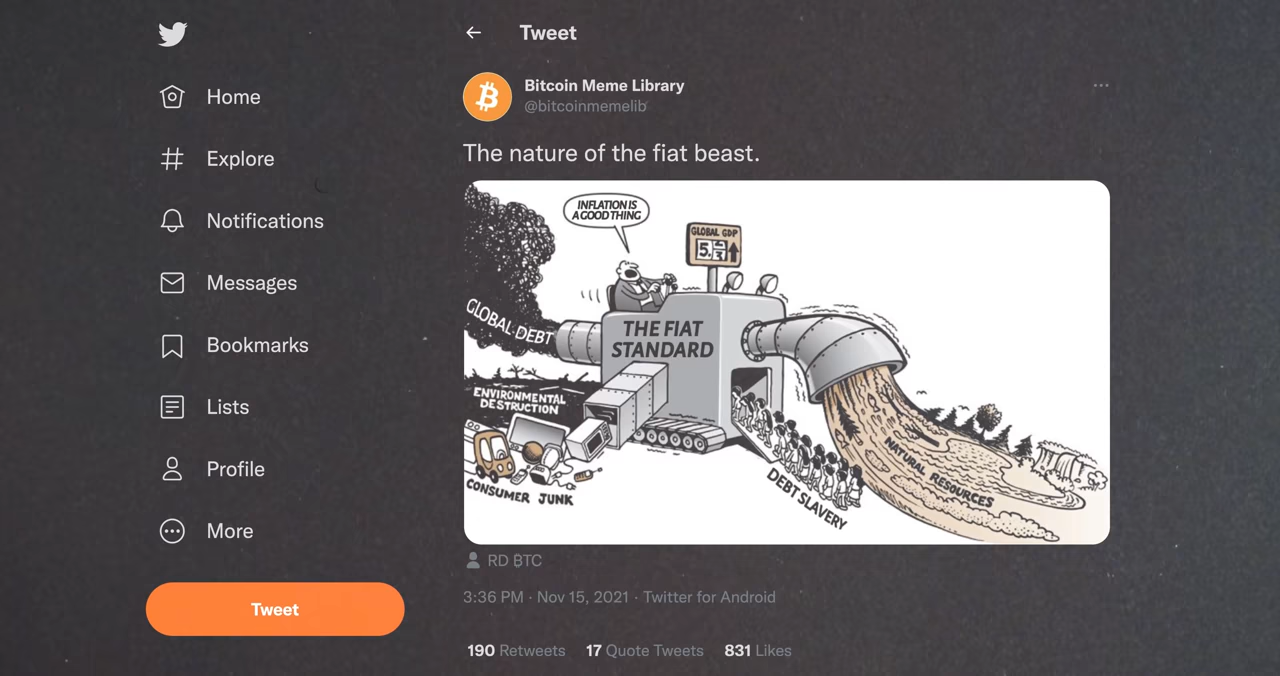 Tweet
Home
Explore
Notifications
Messages
Bookmarks
Lists
Profile
More
Tweet
Bitcoin Meme Library
@bitcoinmemelib
The nature of the fiat beast.
INFLATION IS
A GOOD THING
GLOBAL GDP
GLOBAL DEBT
THE FIAT
STANDARD
ENVIRONMENTAL
DESTRUCTION
CONSUMER JUNK
DEBT SLAVERY
NATURAL RESOURCES
RD ₿TC
3:36 PM · Nov 15, 2021 · Twitter for Android
190 Retweets 17 Quote Tweets 831 Likes